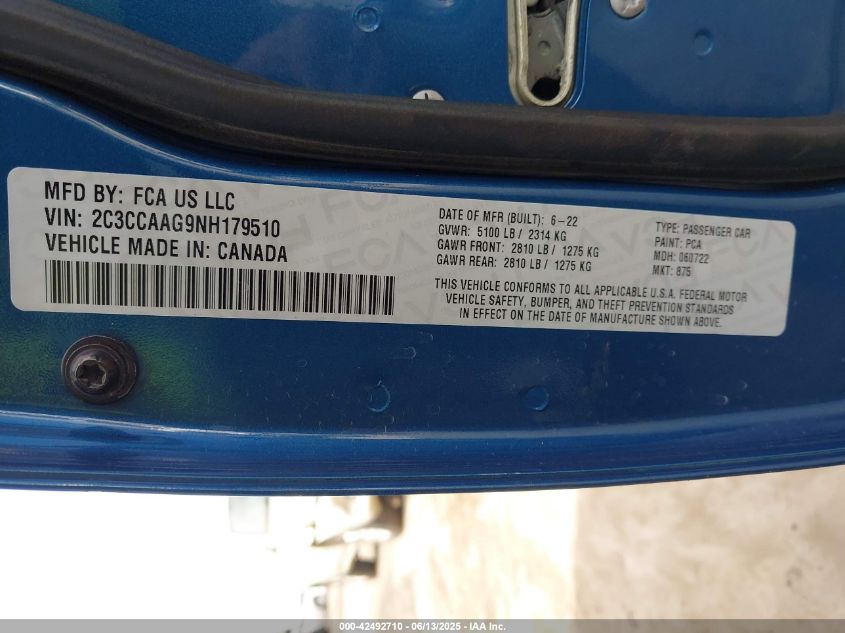 MFD BY: FCA US LLC
VIN: 2C3CCAAG9NH179510
VEHICLE MADE IN: CANADA
DATE OF MFR (BUILT): 6-22
GVWR: 5100 LB / 2314 KG
GAWR FRONT: 2810 LB / 1275 KG
GAWR REAR: 2810 LB / 1275 KG
TYPE: PASSENGER CAR
PAINT: PCA
MDH: 060722
MKT: 875
THIS VEHICLE CONFORMS TO ALL APPLICABLE U.S.A. FEDERAL MOTOR
VEHICLE SAFETY, BUMPER, AND THEFT PREVENTION STANDARDS
IN EFFECT ON THE DATE OF MANUFACTURE SHOWN ABOVE.
000-42492710 - 06/13/2025 - IAA Inc.